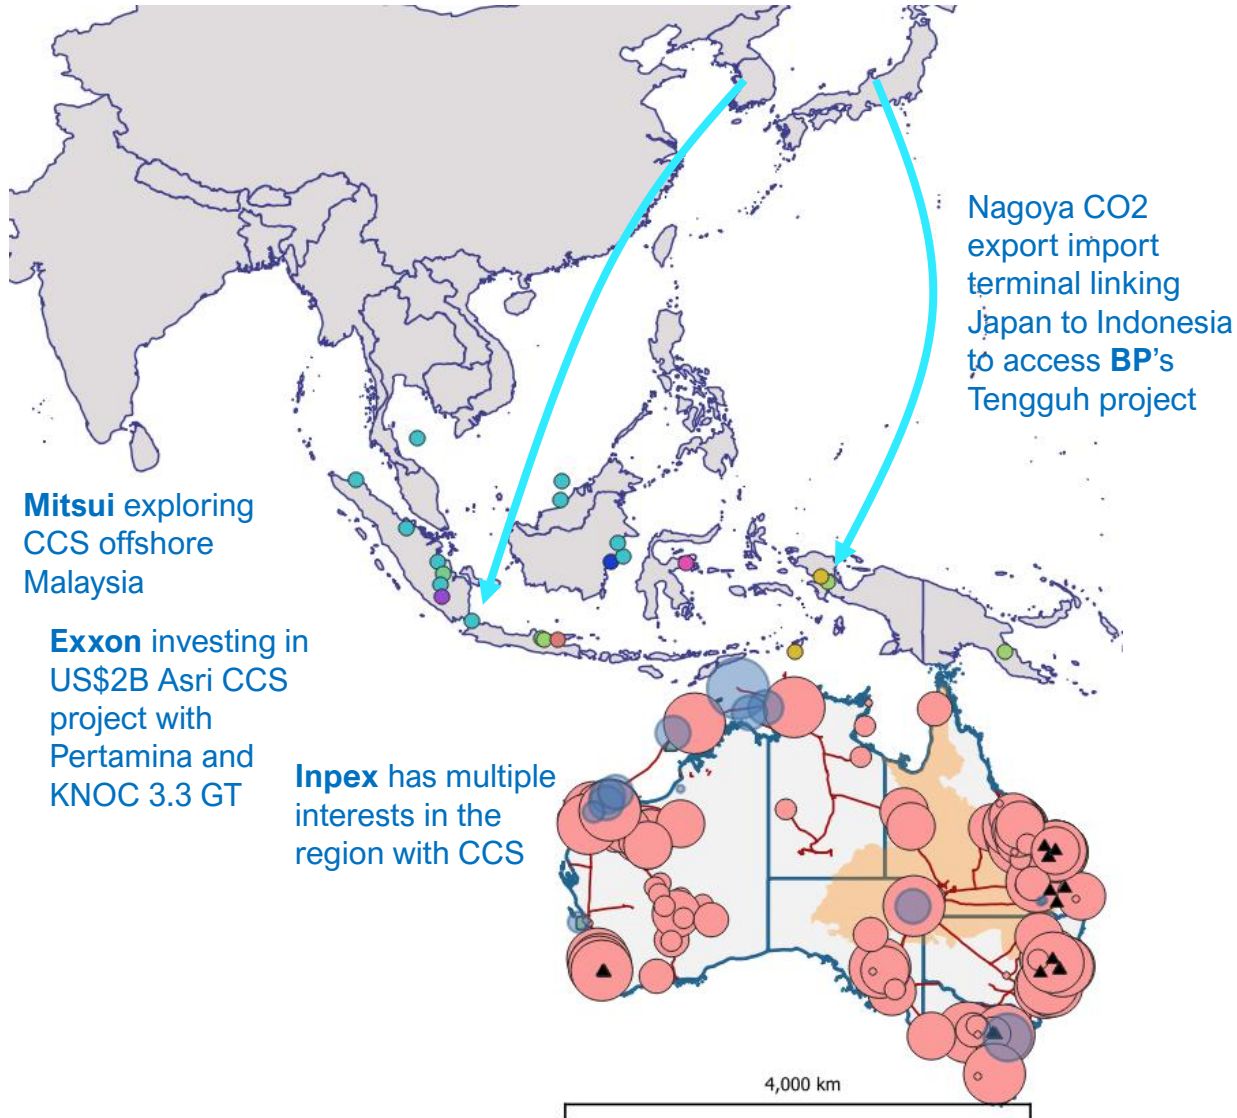 Nagoya CO2
export import
terminal linking
Japan to Indonesia
to access BP's
Tengguh project
Mitsui exploring
CCS offshore
Malaysia
Exxon investing in
US$2B Asri CCS
project with
Pertamina and
KNOC 3.3 GT
Inpex has multiple
interests in the
region with CCS
4,000 km